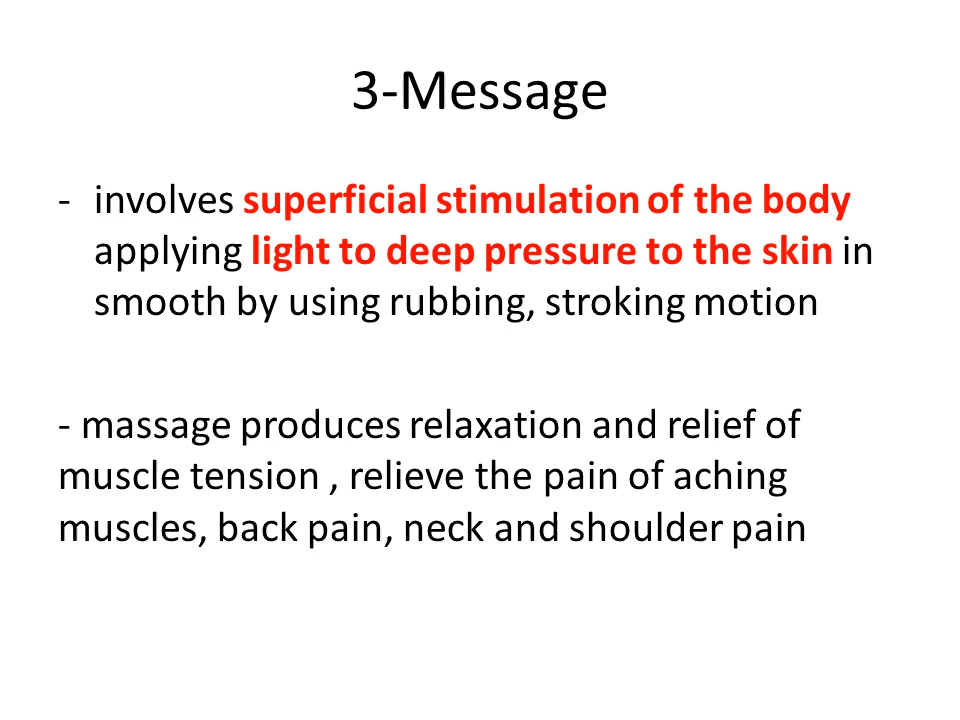 3-Message
- involves superficial stimulation of the body
applying light to deep pressure to the skin in
smooth by using rubbing, stroking motion
- massage produces relaxation and relief of
muscle tension , relieve the pain of aching
muscles, back pain, neck and shoulder pain